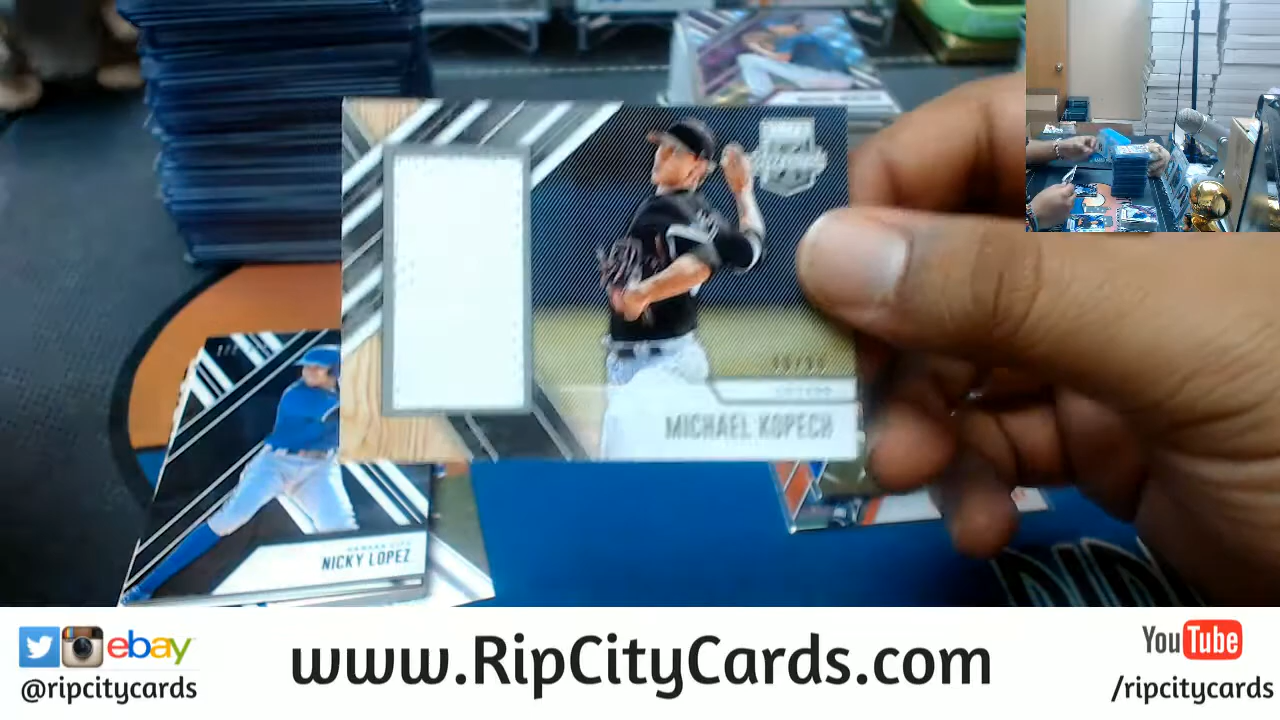 MICHAEL KOPECH
NICKY LOPEZ
ebay
@ripcitycards
www.RipCityCards.com
YouTube
/ripcitycards